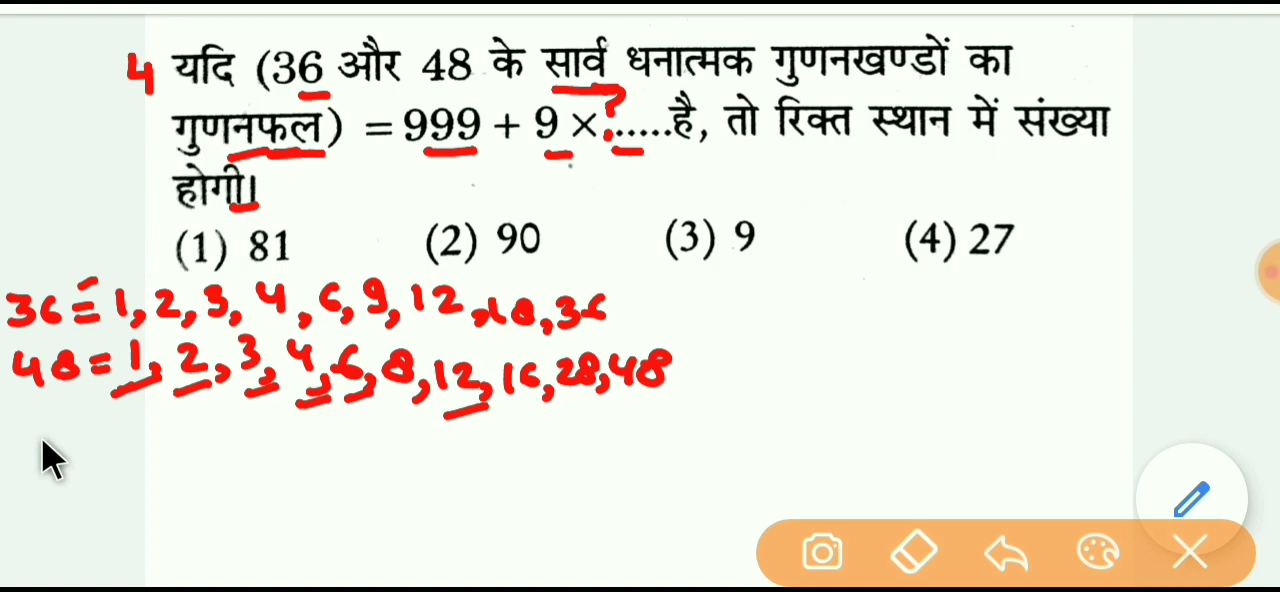 4 यदि (36 और 48 के सार्व धनात्मक गुणनखण्डों का
गुणनफल) = 999 + 9 ×?......है, तो रिक्त स्थान में संख्या
होगी।
(1) 81 (2) 90 (3) 9 (4) 27
36 = 1, 2, 3, 4, 6, 9, 12, 18, 36
48 = 1, 2, 3, 4, 6, 8, 12, 16, 28, 48